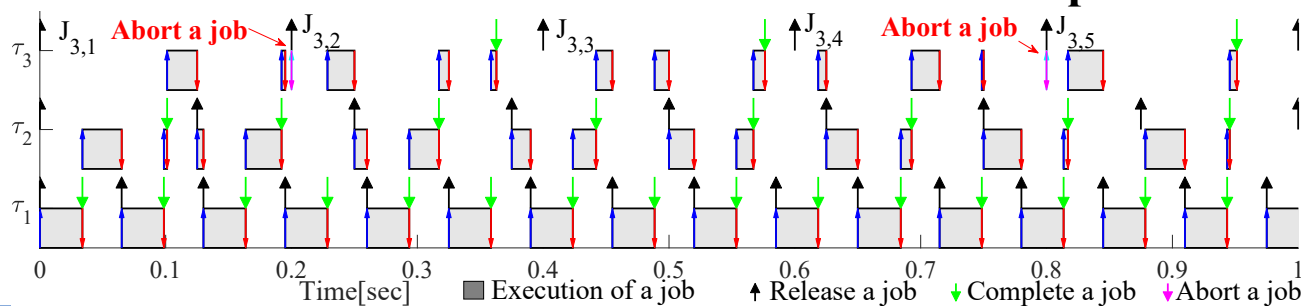 τ3
J3,1
Abort a job
J3,2
J3,3
J3,4
Abort a job
J3,5
τ2
τ1
0 0.1 0.2 0.3 0.4 0.5 0.6 0.7 0.8 0.9 1
Time[sec] Execution of a job Release a job Complete a job Abort a job